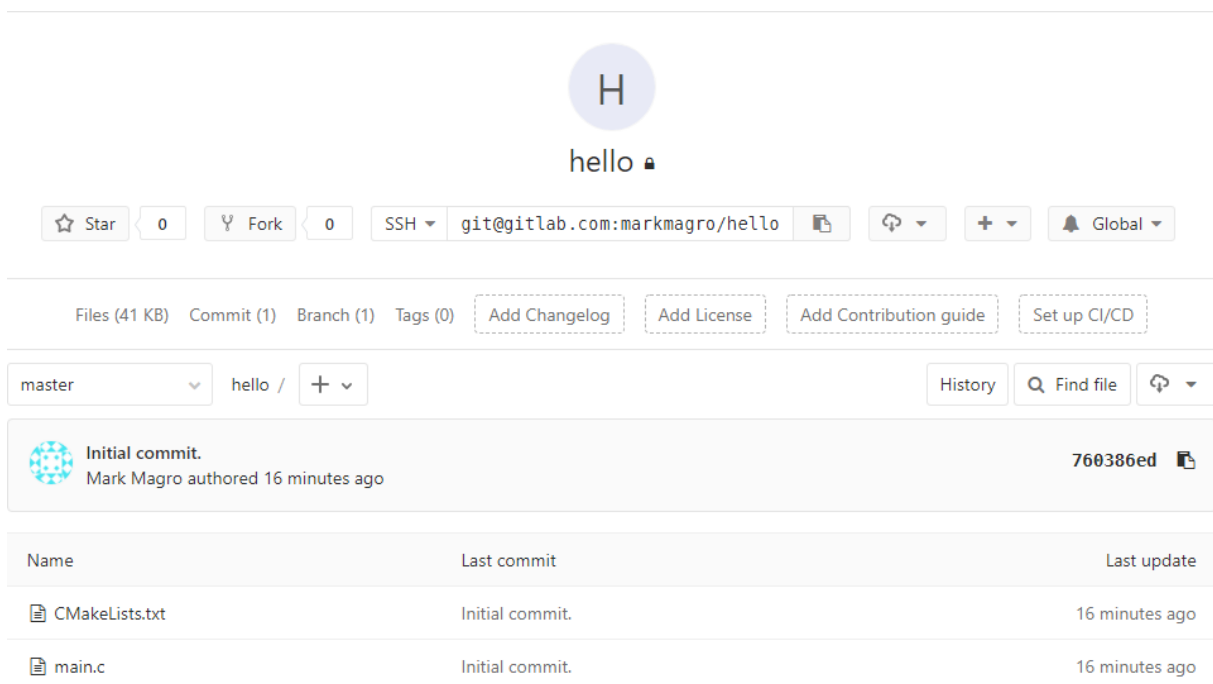 H
hello
Star 0 Fork 0 SSH git@gitlab.com:markmagro/hello Global
Files (41 KB) Commit (1) Branch (1) Tags (0) Add Changelog Add License Add Contribution guide Set up CI/CD
master hello / History Find file
Initial commit. 760386ed
Mark Magro authored 16 minutes ago
Name Last commit Last update
CMakeLists.txt Initial commit. 16 minutes ago
main.c Initial commit. 16 minutes ago